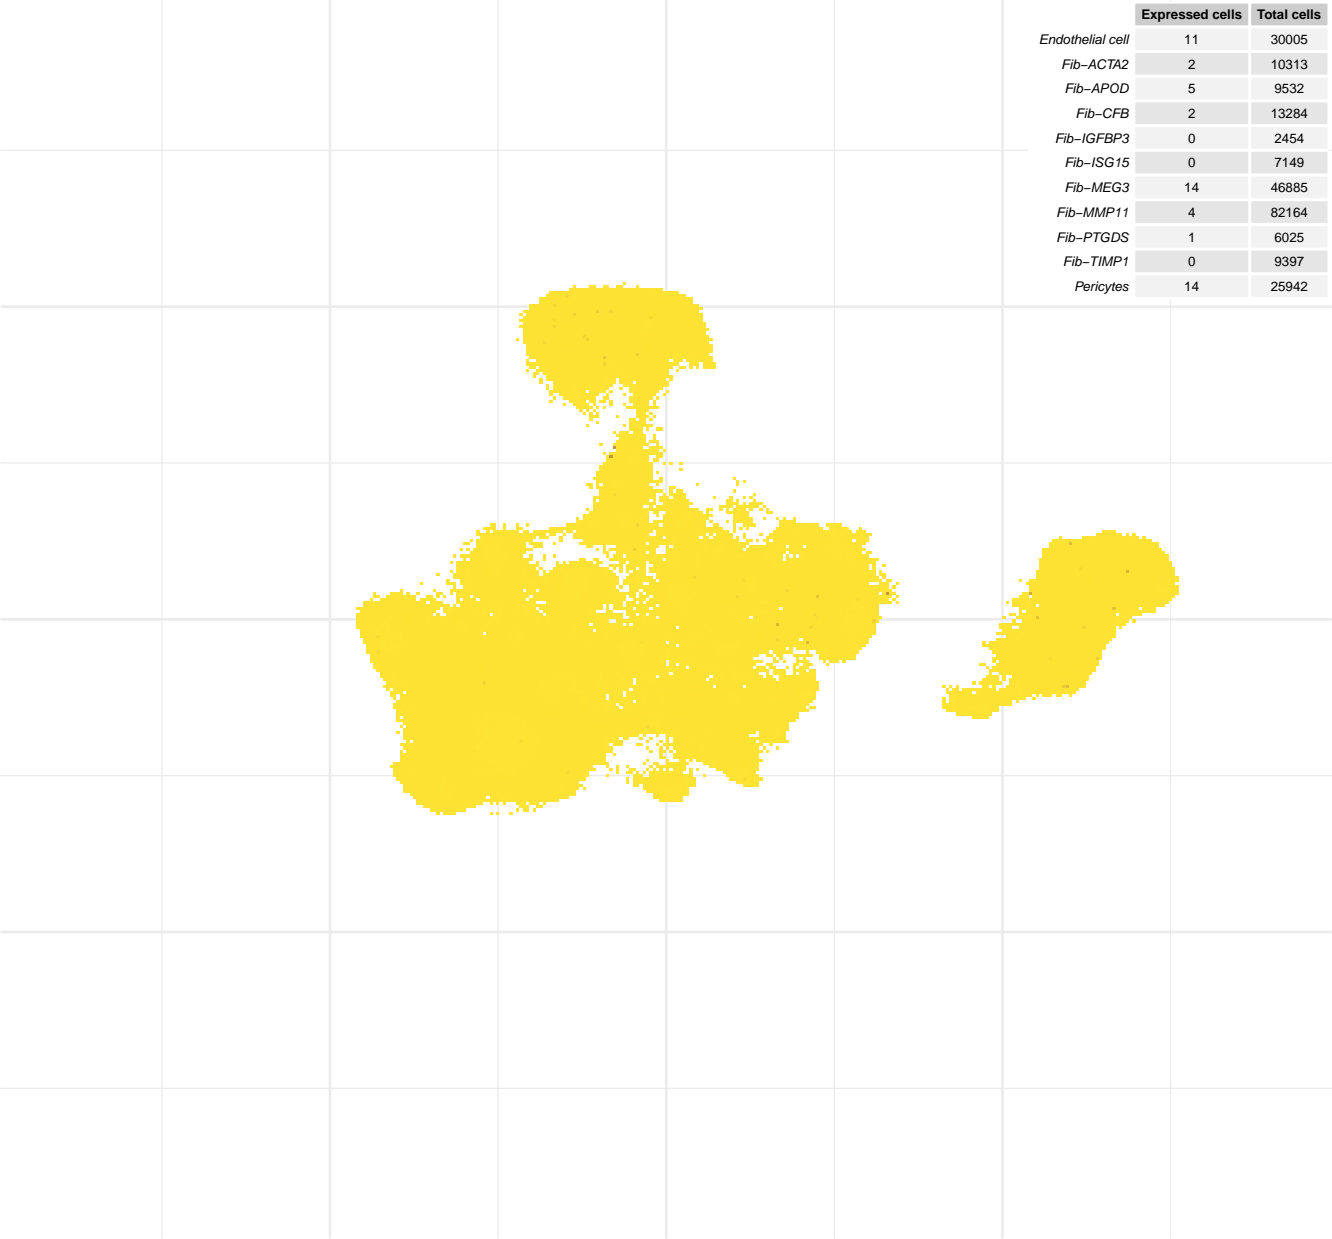 Expressed cells Total cells
Endothelial cell 11 30005
Fib−ACTA2 2 10313
Fib−APOD 5 9532
Fib−CFB 2 13284
Fib−IGFBP3 0 2454
Fib−ISG15 0 7149
Fib−MEG3 14 46885
Fib−MMP11 4 82164
Fib−PTGDS 1 6025
Fib−TIMP1 0 9397
Pericytes 14 25942